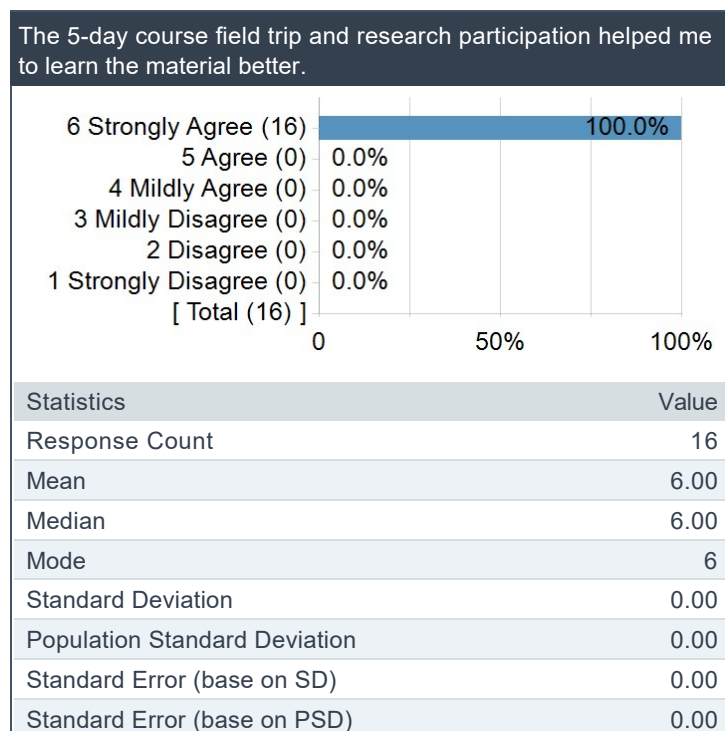 The 5-day course field trip and research participation helped me
to learn the material better.
6 Strongly Agree (16) 100.0%
5 Agree (0) 0.0%
4 Mildly Agree (0) 0.0%
3 Mildly Disagree (0) 0.0%
2 Disagree (0) 0.0%
1 Strongly Disagree (0) 0.0%
[ Total (16) ]
0 50% 100%
Statistics Value
Response Count 16
Mean 6.00
Median 6.00
Mode 6
Standard Deviation 0.00
Population Standard Deviation 0.00
Standard Error (base on SD) 0.00
Standard Error (base on PSD) 0.00